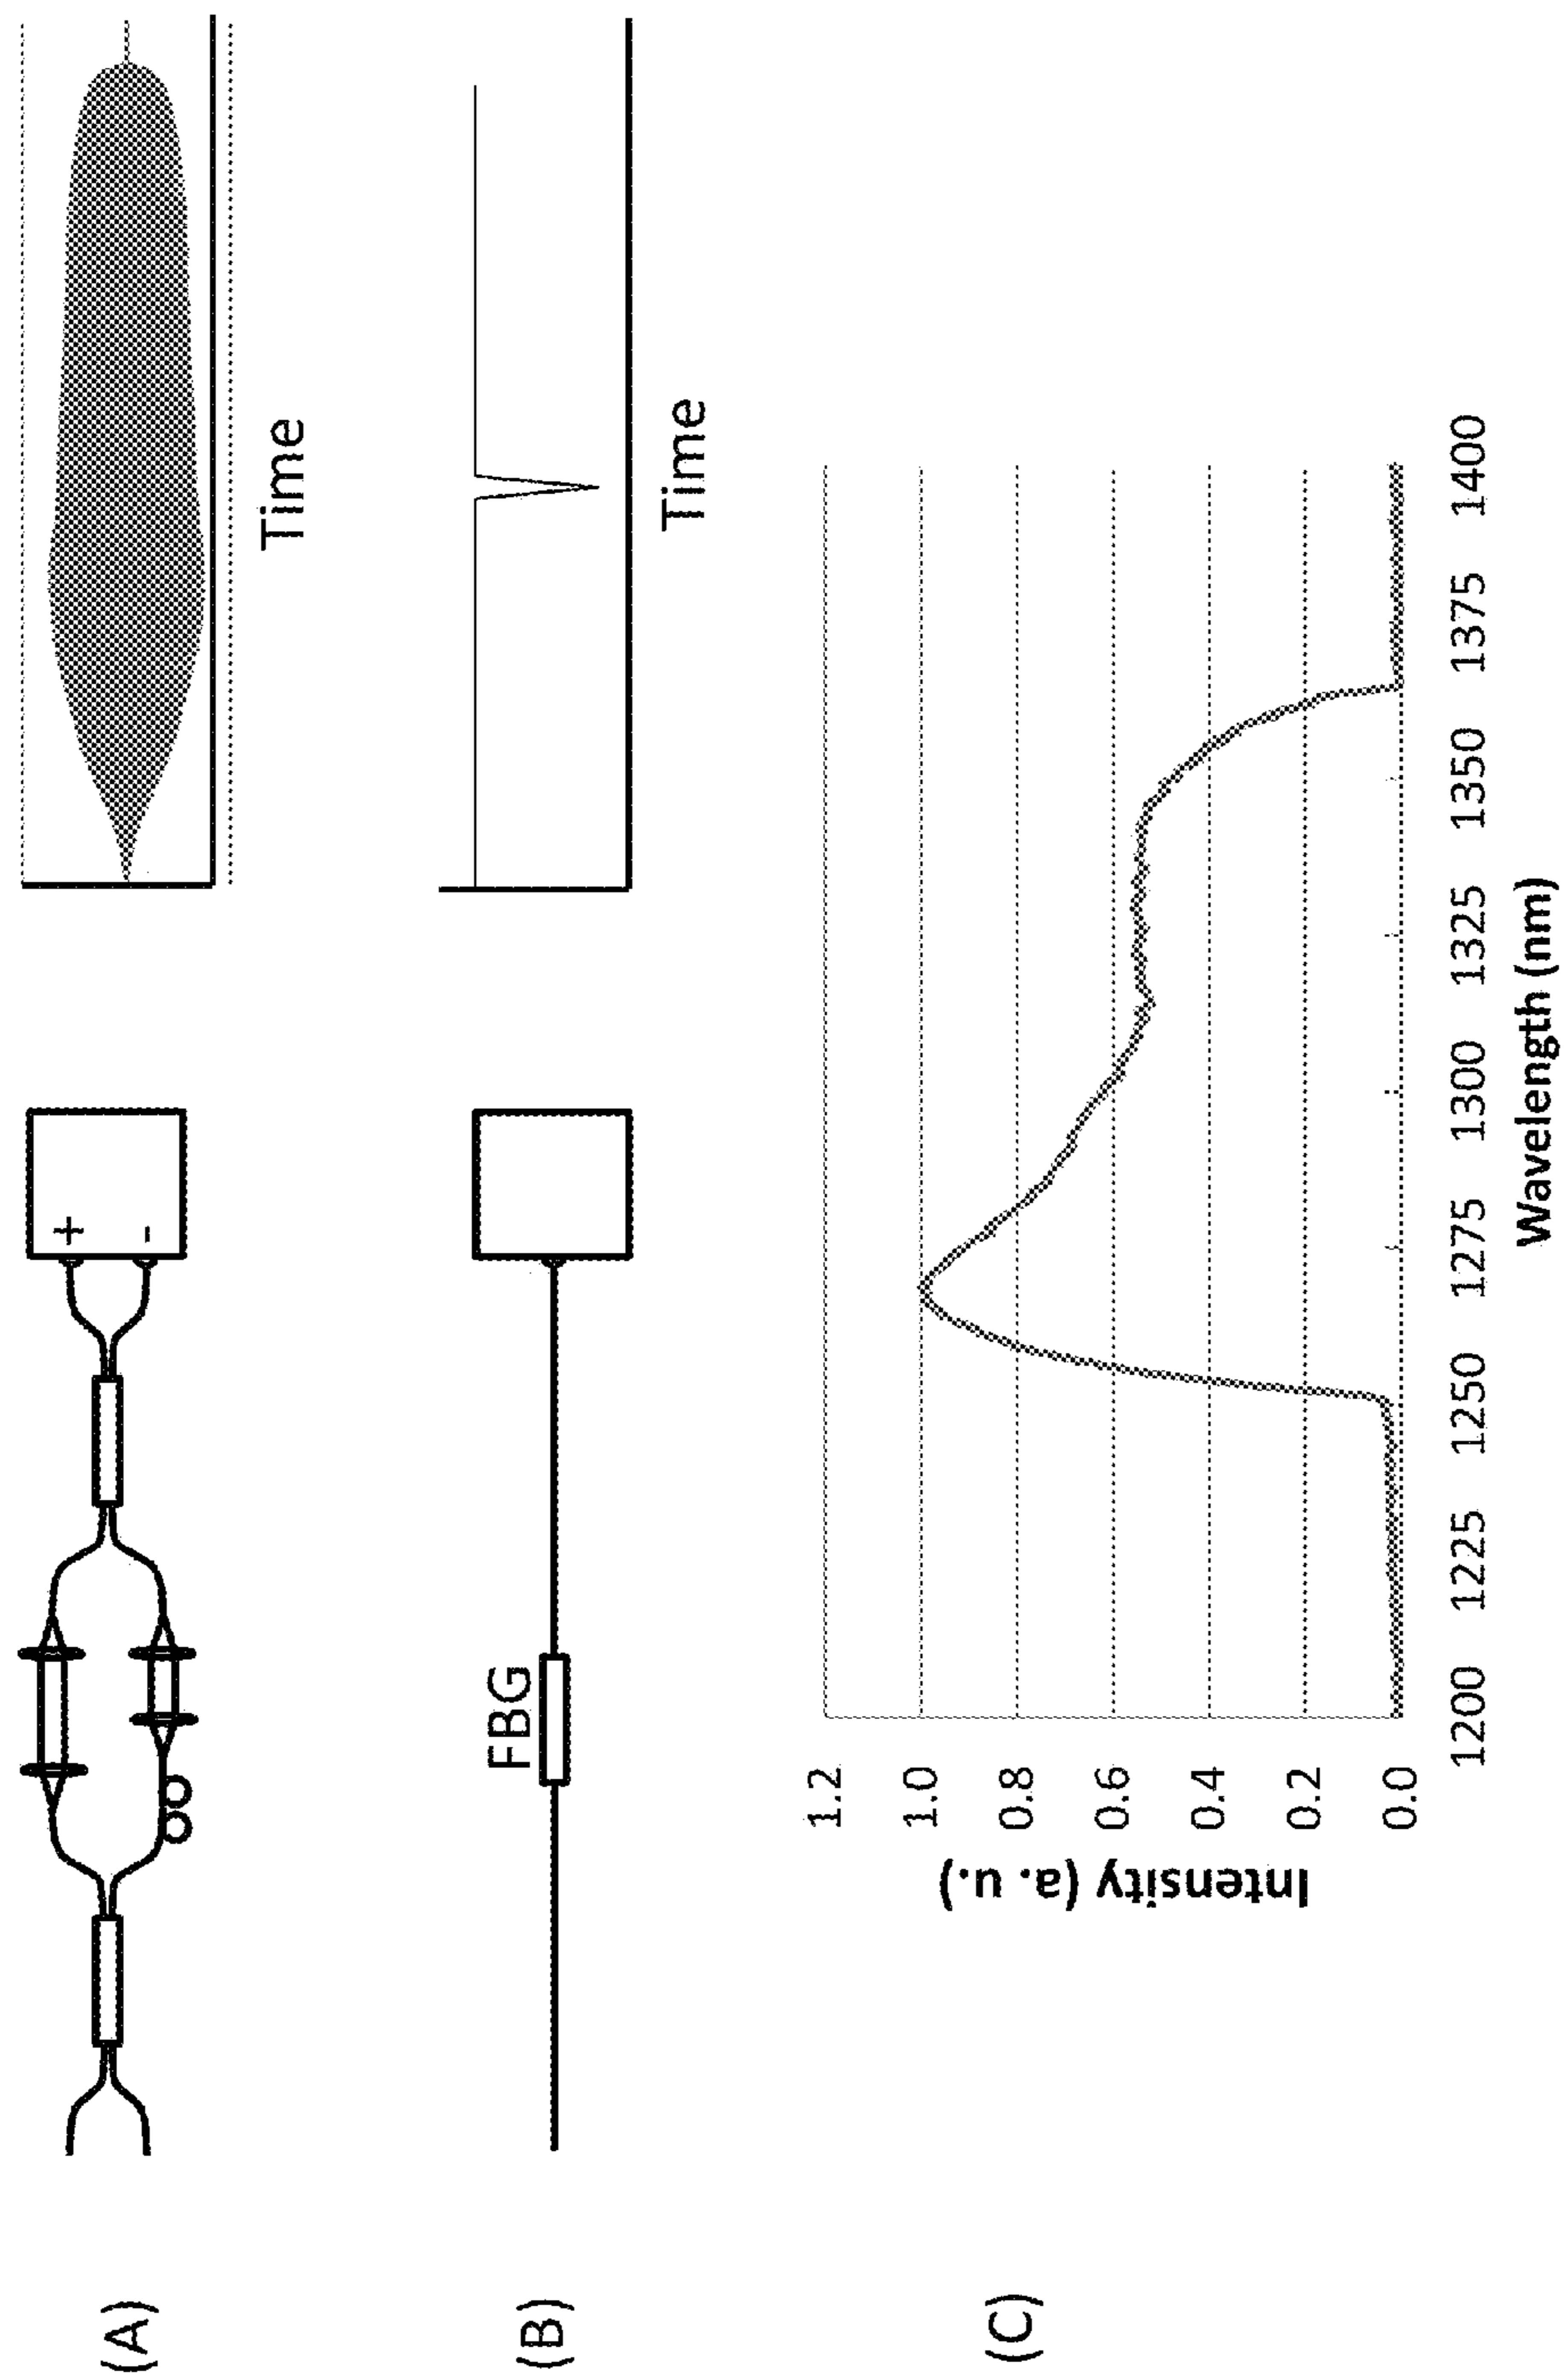 (A)
+
-
Time
(B)
FBG
Time
(C)
Intensity (a. u.)
1.2
1.0
0.8
0.6
0.4
0.2
0.0
1200 1225 1250 1275 1300 1325 1350 1375 1400
Wavelength (nm)